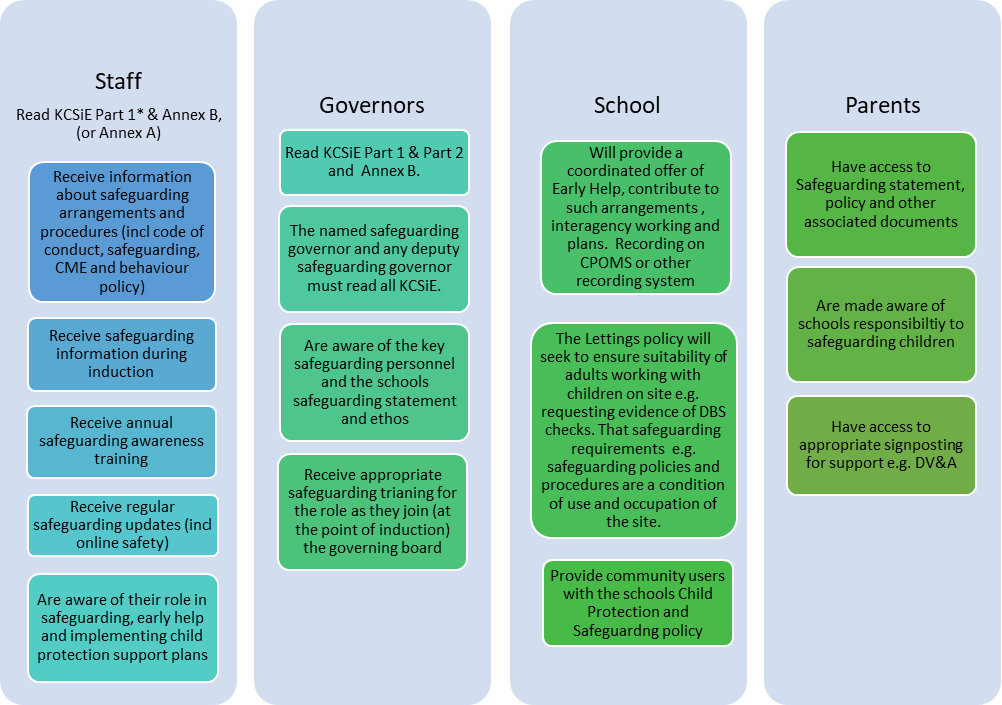 Staff
Read KCSiE Part 1* & Annex B,
(or Annex A)
Receive information
about safeguarding
arrangements and
procedures (incl code of
conduct, safeguarding,
CME and behaviour
policy)
Receive safeguarding
information during
induction
Receive annual
safeguarding awareness
training
Receive regular
safeguarding updates (incl
online safety)
Are aware of their role in
safeguarding, early help
and implementing child
protection support plans
Governors
Read KCSiE Part 1 & Part 2
and  Annex B.
The named safeguarding
governor and any deputy
safeguarding governor
must read all KCSiE.
Are aware of the key
safeguarding personnel
and the schools
safeguarding statement
and ethos
Receive appropriate
safeguarding trianing for
the role as they join (at
the point of induction)
the governing board
School
Will provide a
coordinated offer of
Early Help, contribute to
such arrangements ,
interagency working and
plans.  Recording on
CPOMS or other
recording system
The Lettings policy will
seek to ensure suitability of
adults working with
children on site e.g.
requesting evidence of DBS
checks. That safeguarding
requirements  e.g.
safeguarding policies and
procedures are a condition
of use and occupation of
the site.
Provide community users
with the schools Child
Protection and
Safeguardng policy
Parents
Have access to
Safeguarding statement,
policy and other
associated documents
Are made aware of
schools responsibiltiy to
safeguarding children
Have access to
appropriate signposting
for support e.g. DV&A